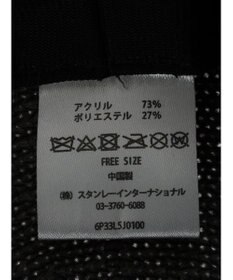 アクリル 73%
ポリエステル 27%
FREE SIZE
中国製
(株) スタンレーインターナショナル
03-3760-6088
6P33L5J0100